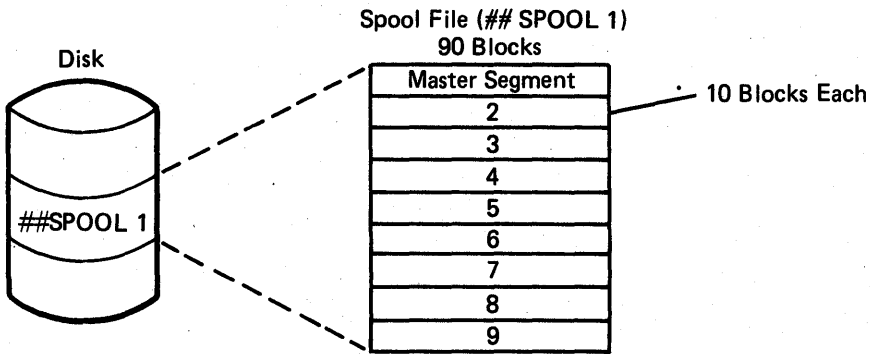 Spool File (## SPOOL 1)
90 Blocks
Disk
Master Segment
10 Blocks Each
2
3
4
##SPOOL 1
5
6
7
8
9